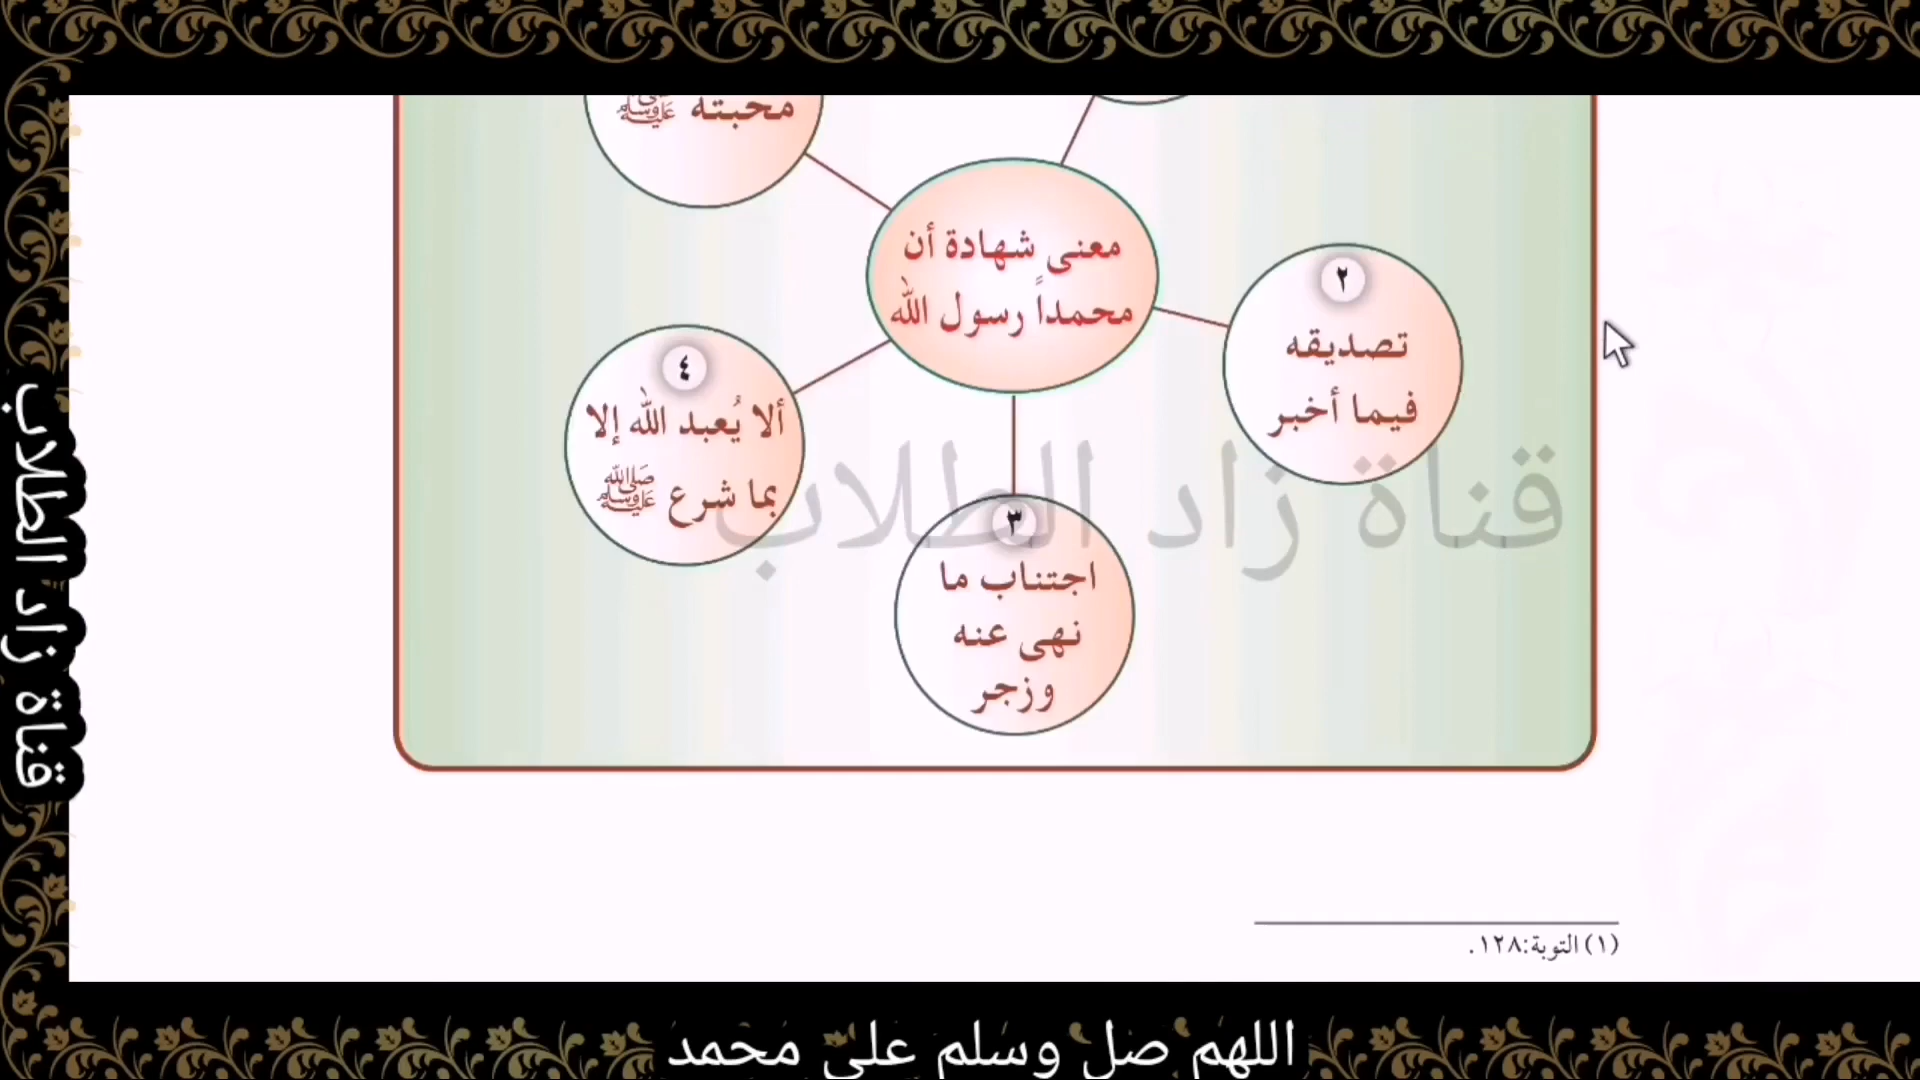 محبته ﷺ
معنى شهادة أن
محمداً رسول الله
٢
تصديقه
فيما أخبر
٤
ألا يُعبد الله إلا
بما شرع ﷺ
٣
اجتناب ما
نهى عنه
وزجر
قناة زاد الطلاب
(١) التوبة:١٢٨.
قناة زاد الطلاب
اللهم صل وسلم على محمد